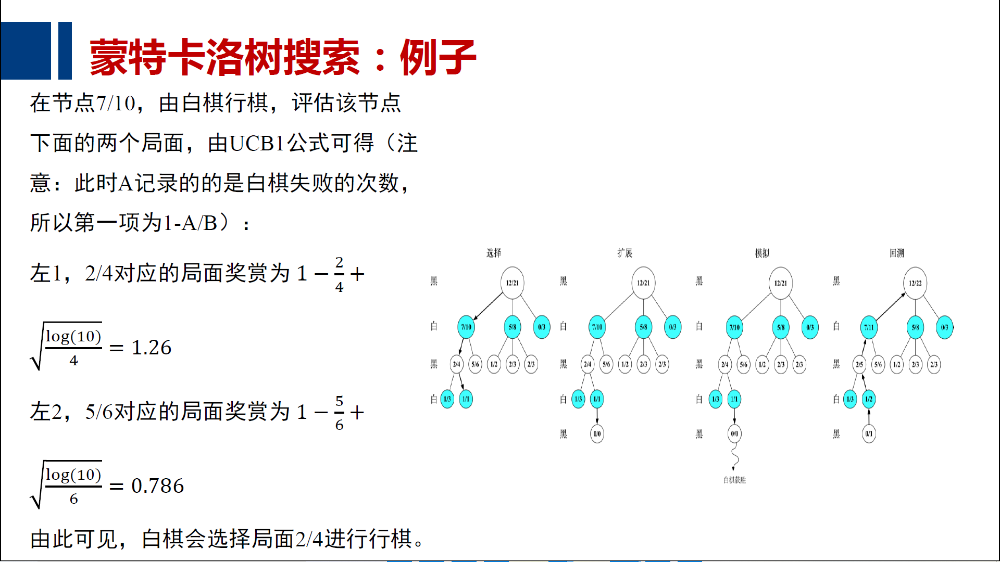 蒙特卡洛树搜索：例子
在节点7/10，由白棋行棋，评估该节点
下面的两个局面，由UCB1公式可得（注
意：此时A记录的的是白棋失败的次数，
所以第一项为1-A/B）：
左1，2/4对应的局面奖赏为 1 − 2/4 +
√(log(10)/4) = 1.26
左2，5/6对应的局面奖赏为 1 − 5/6 +
√(log(10)/6) = 0.786
由此可见，白棋会选择局面2/4进行行棋。
选择
黑 12/21
白 7/10 5/8 0/3
黑 2/4 5/6 1/2 2/3 2/3
白 1/3 1/1
扩展
黑 12/21
白 7/10 5/8 0/3
黑 2/4 5/6 1/2 2/3 2/3
白 1/3 1/1
黑 0/0
模拟
黑 12/21
白 7/10 5/8 0/3
黑 2/4 5/6 1/2 2/3 2/3
白 1/3 1/1
黑 0/0
白棋获胜
回溯
黑 12/22
白 7/11 5/8 0/3
黑 2/5 5/6 1/2 2/3 2/3
白 1/3 1/2
黑 0/1